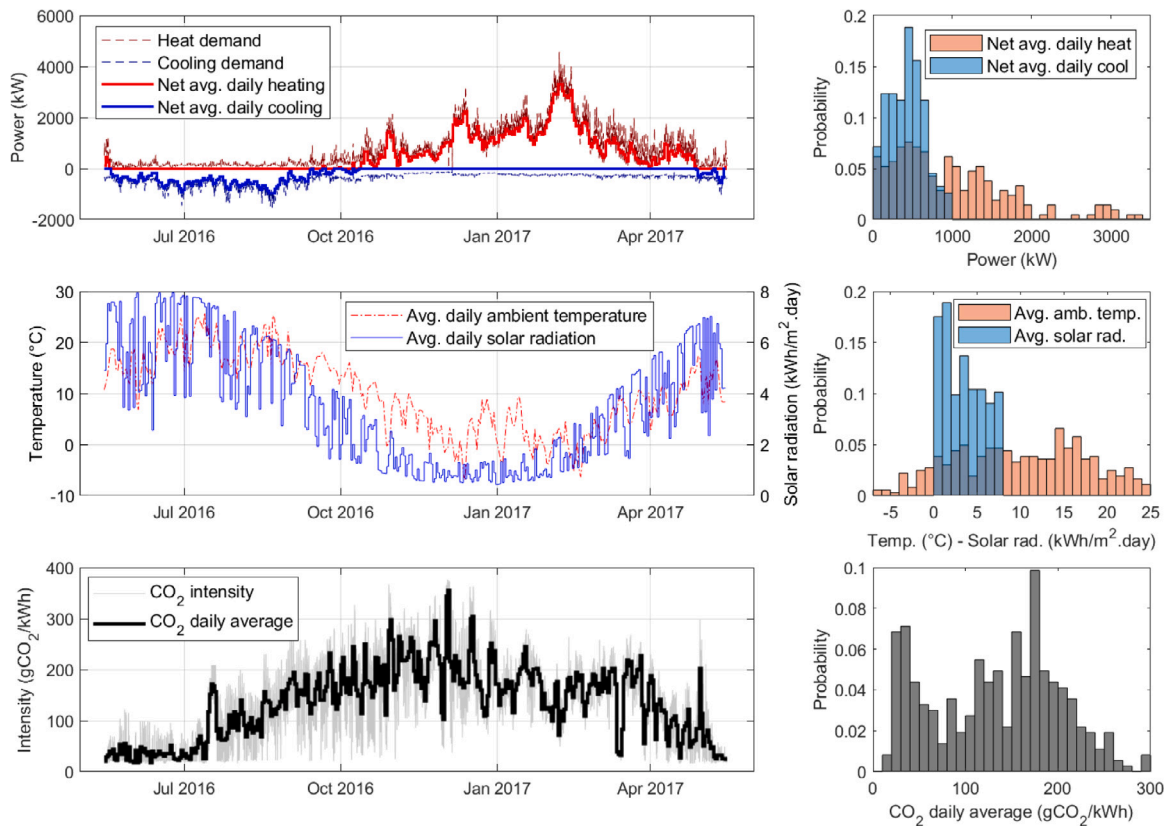 6000
4000
2000
0
-2000
Power (kW)
Heat demand
Cooling demand
Net avg. daily heating
Net avg. daily cooling
Jul 2016
Oct 2016
Jan 2017
Apr 2017
0.2
0.15
0.1
0.05
0
Probability
Net avg. daily heat
Net avg. daily cool
0
1000
2000
3000
Power (kW)
30
20
10
0
-10
Temperature (°C)
Avg. daily ambient temperature
Avg. daily solar radiation
8
6
4
2
0
Solar radiation (kWh/m².day)
Jul 2016
Oct 2016
Jan 2017
Apr 2017
0.2
0.15
0.1
0.05
0
Probability
Avg. amb. temp.
Avg. solar rad.
-5
0
5
10
15
20
25
Temp. (°C) - Solar rad. (kWh/m².day)
400
300
200
100
0
Intensity (gCO₂/kWh)
CO₂ intensity
CO₂ daily average
Jul 2016
Oct 2016
Jan 2017
Apr 2017
0.1
0.08
0.06
0.04
0.02
0
Probability
0
100
200
300
CO₂ daily average (gCO₂/kWh)